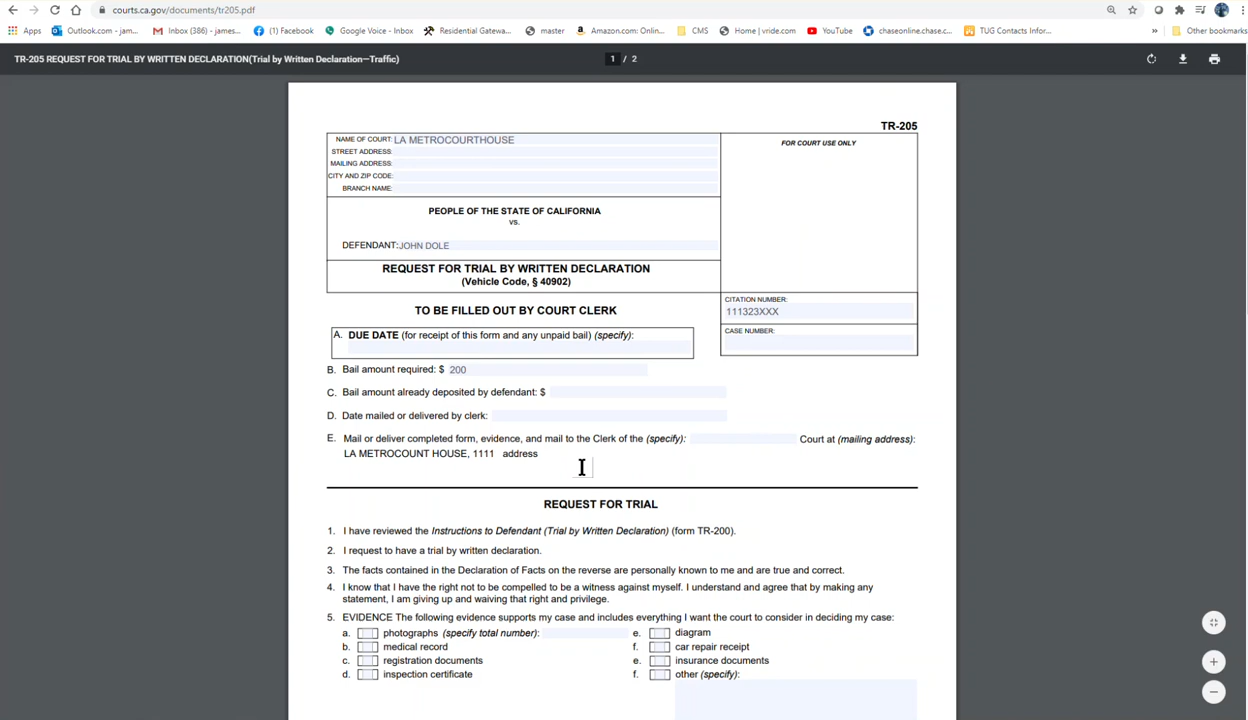 courts.ca.gov/documents/tr205.pdf
Apps Outlook.com - jam... Inbox (386) - james... (1) Facebook Google Voice - Inbox Residential Gatewa... master Amazon.com: Onlin... CMS Home | vride.com YouTube chaseonline.chase.c... TUG Contacts Infor... » Other bookmarks
TR-205 REQUEST FOR TRIAL BY WRITTEN DECLARATION(Trial by Written Declaration—Traffic) 1 / 2
TR-205
NAME OF COURT: LA METROCOURTHOUSE
STREET ADDRESS:
MAILING ADDRESS:
CITY AND ZIP CODE:
BRANCH NAME:
FOR COURT USE ONLY
PEOPLE OF THE STATE OF CALIFORNIA
vs.
DEFENDANT: JOHN DOLE
REQUEST FOR TRIAL BY WRITTEN DECLARATION
(Vehicle Code, § 40902)
CITATION NUMBER:
111323XXX
CASE NUMBER:
TO BE FILLED OUT BY COURT CLERK
A. DUE DATE (for receipt of this form and any unpaid bail) (specify):
B. Bail amount required: $ 200
C. Bail amount already deposited by defendant: $
D. Date mailed or delivered by clerk:
E. Mail or deliver completed form, evidence, and mail to the Clerk of the (specify): Court at (mailing address):
LA METROCOUNT HOUSE, 1111 address
REQUEST FOR TRIAL
1. I have reviewed the Instructions to Defendant (Trial by Written Declaration) (form TR-200).
2. I request to have a trial by written declaration.
3. The facts contained in the Declaration of Facts on the reverse are personally known to me and are true and correct.
4. I know that I have the right not to be compelled to be a witness against myself. I understand and agree that by making any
statement, I am giving up and waiving that right and privilege.
5. EVIDENCE The following evidence supports my case and includes everything I want the court to consider in deciding my case:
a. photographs (specify total number): e. diagram
b. medical record f. car repair receipt
c. registration documents e. insurance documents
d. inspection certificate f. other (specify):